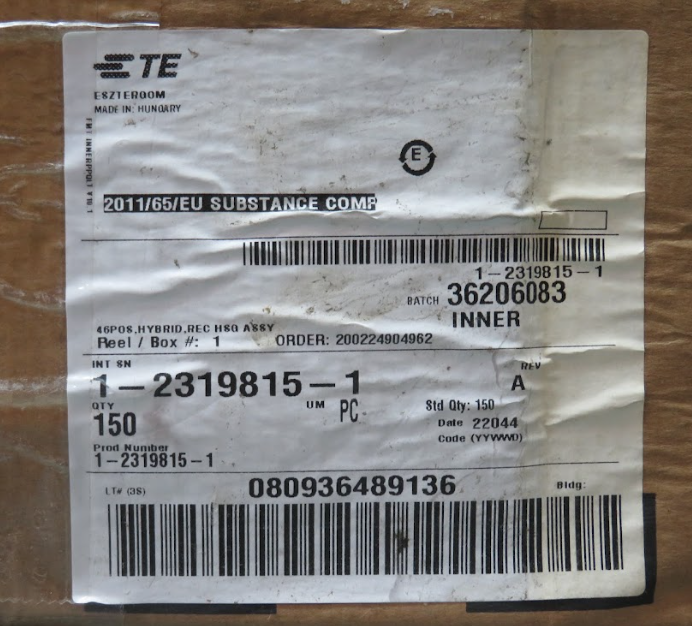 TE
ESZTERGOM
MADE IN: HUNGARY
E
2011/65/EU SUBSTANCE COMP
1-2319815-1
BATCH 36206083
INNER
46POS,HYBRID,REC HSG ASSY
Reel / Box #: 1 ORDER: 200224904962
INT SN
1-2319815-1
REV
A
QTY
150
UM PC
Std Qty: 150
Date 22044
Code (YYWWD)
Prod Number
1-2319815-1
LT# (3S) 080936489136 Bldg: